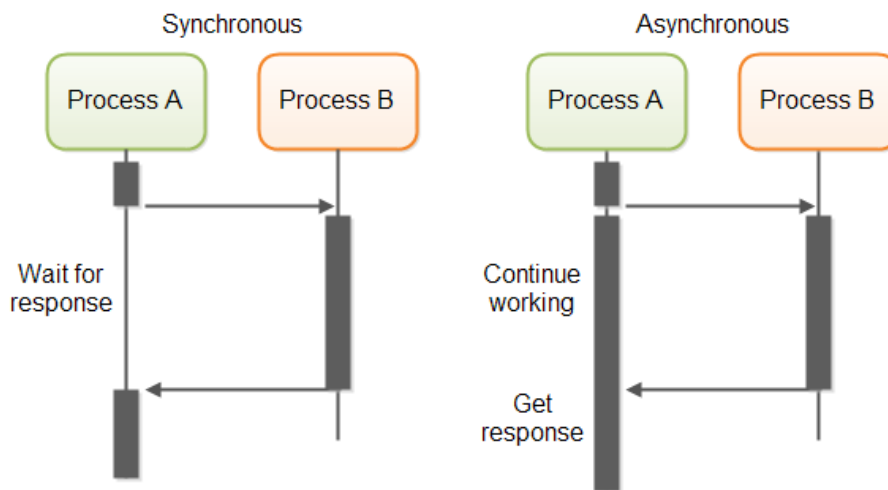 Synchronous
Asynchronous
Process A
Process B
Process A
Process B
Wait for
response
Continue
working
Get
response